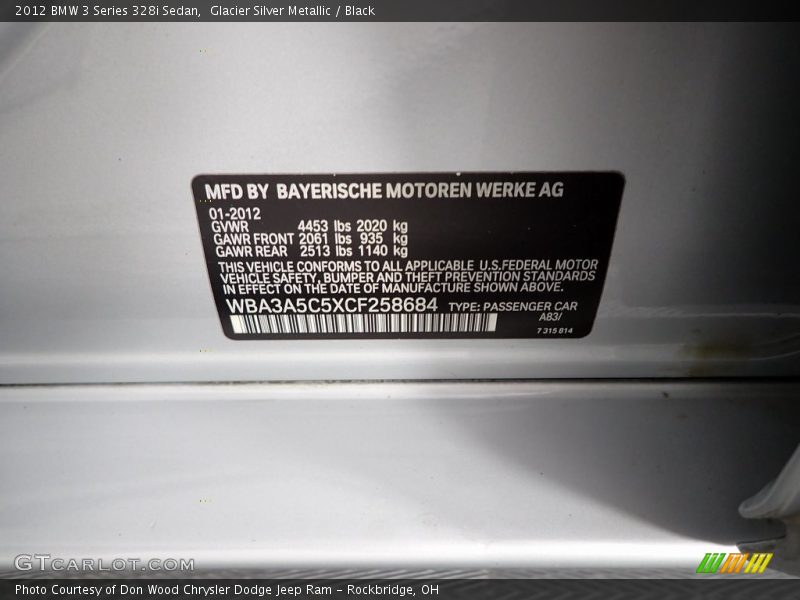 2012 BMW 3 Series 328i Sedan,  Glacier Silver Metallic / Black
MFD BY BAYERISCHE MOTOREN WERKE AG
01-2012
GVWR 4453 lbs 2020 kg
GAWR FRONT 2061 lbs 935 kg
GAWR REAR 2513 lbs 1140 kg
THIS VEHICLE CONFORMS TO ALL APPLICABLE U.S.FEDERAL MOTOR
VEHICLE SAFETY, BUMPER AND THEFT PREVENTION STANDARDS
IN EFFECT ON THE DATE OF MANUFACTURE SHOWN ABOVE.
WBA3A5C5XCF258684 TYPE: PASSENGER CAR
A83/
7 315 814
GTCARLOT.COM
Photo Courtesy of Don Wood Chrysler Dodge Jeep Ram - Rockbridge, OH